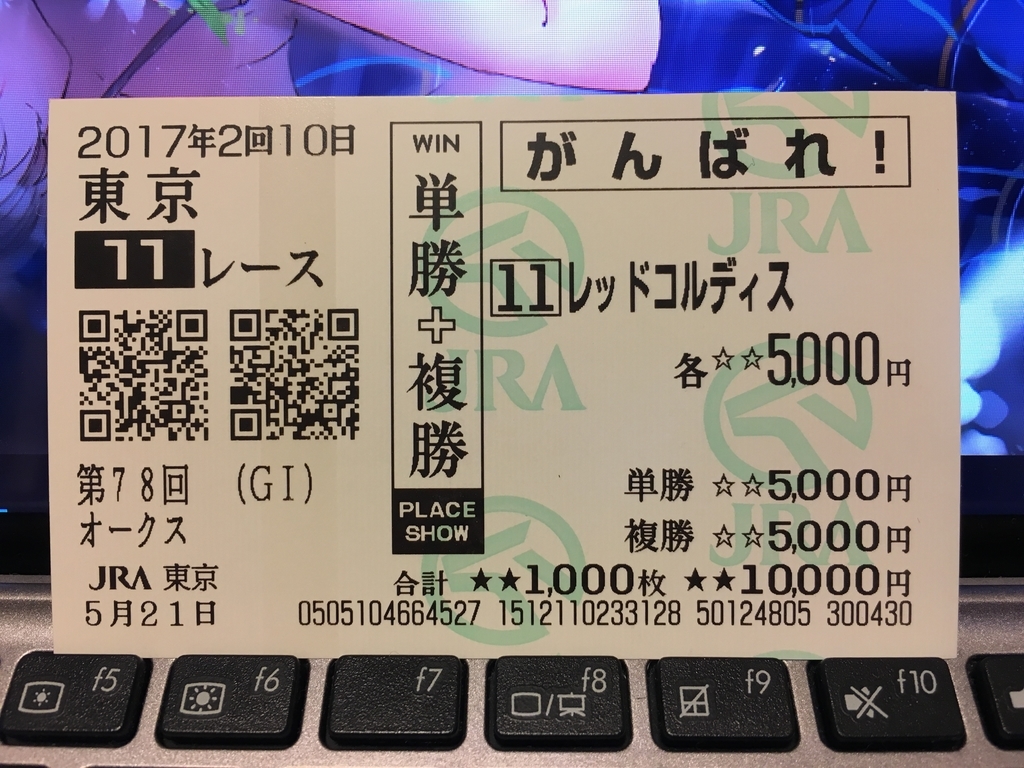 2017年2回10日
東京
11レース
第78回 (GI)
オークス
JRA 東京
5月21日
WIN
単勝+複勝
PLACE
SHOW
がんばれ!
11レッドコルディス
各☆☆5,000円
単勝 ☆☆5,000円
複勝 ☆☆5,000円
合計 ★★1,000枚 ★★10,000円
0505104664527 1512110233128 50124805 300430
JRA
JRA
JRA
f5
f6
f7
f8
f9
f10